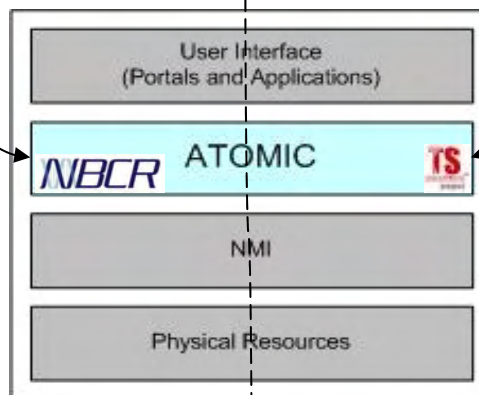 User Interface
(Portals and Applications)
ATOMIC
NBCR
TS
NMI
Physical Resources